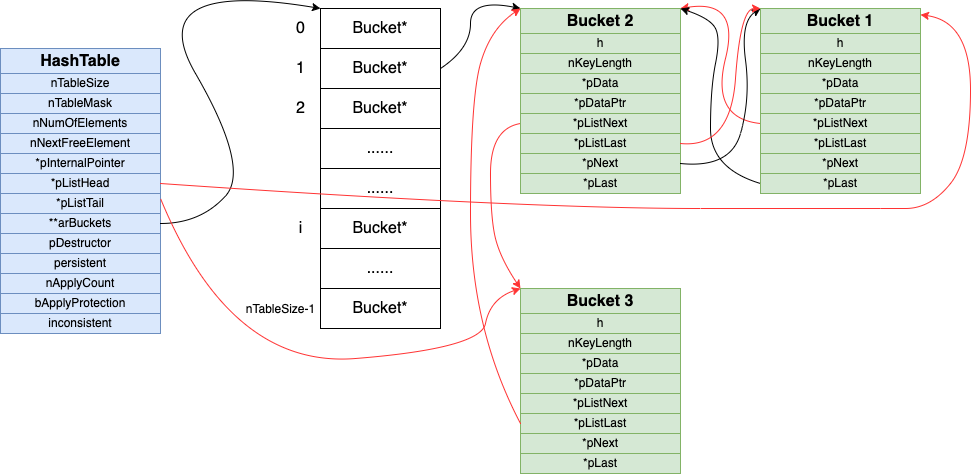 HashTable
nTableSize
nTableMask
nNumOfElements
nNextFreeElement
*pInternalPointer
*pListHead
*pListTail
**arBuckets
pDestructor
persistent
nApplyCount
bApplyProtection
inconsistent
0 Bucket*
1 Bucket*
2 Bucket*
......
......
i Bucket*
......
nTableSize-1 Bucket*
Bucket 2
h
nKeyLength
*pData
*pDataPtr
*pListNext
*pListLast
*pNext
*pLast
Bucket 1
h
nKeyLength
*pData
*pDataPtr
*pListNext
*pListLast
*pNext
*pLast
Bucket 3
h
nKeyLength
*pData
*pDataPtr
*pListNext
*pListLast
*pNext
*pLast